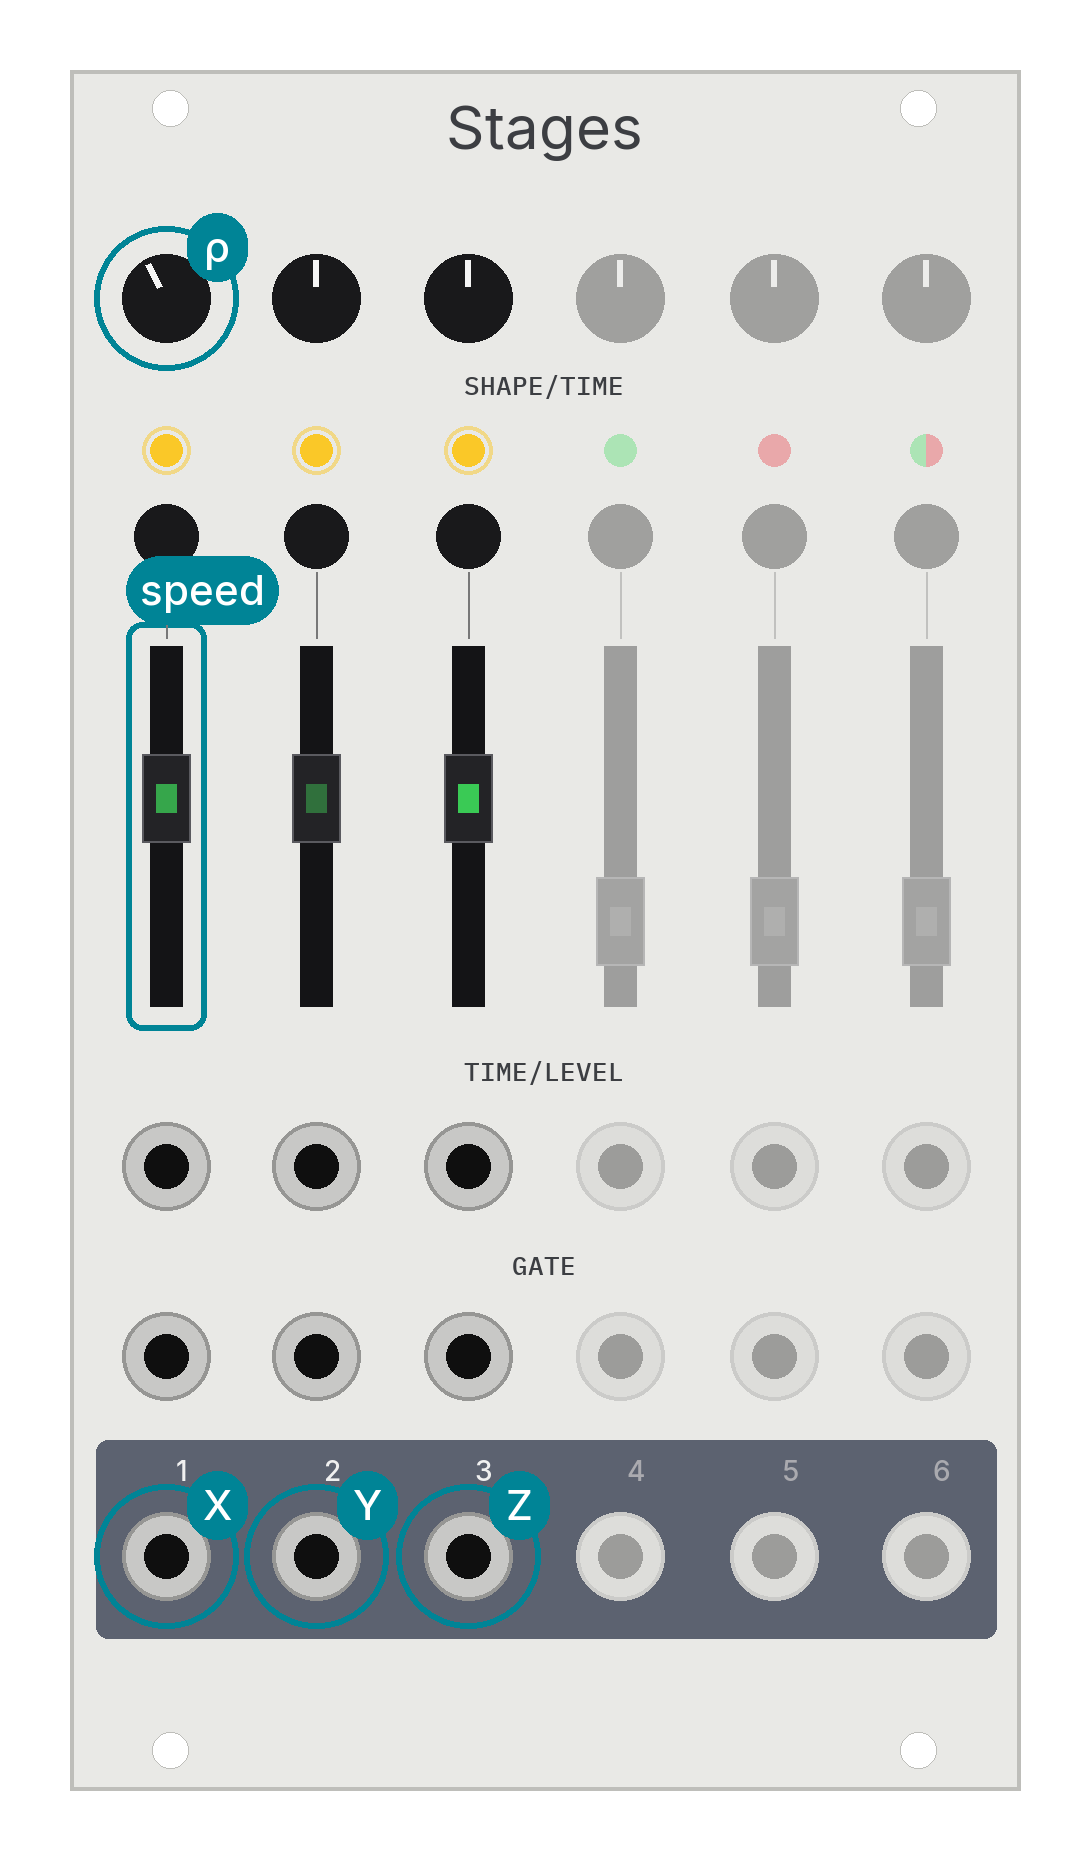 Stages
ρ
SHAPE/TIME
speed
TIME/LEVEL
GATE
1 2 3 4 5 6
X Y Z